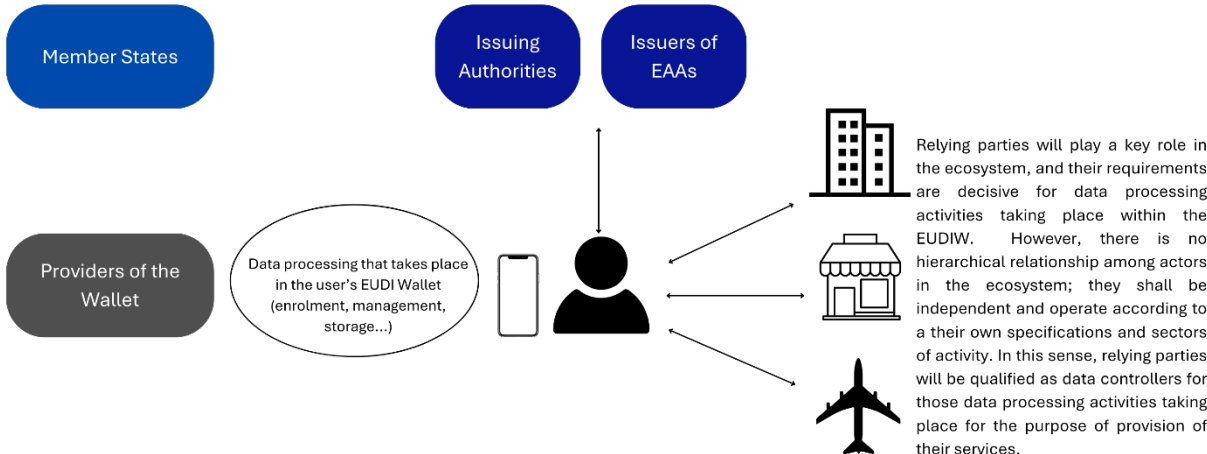 Member States
Issuing
Authorities
Issuers of
EAAs
Providers of the
Wallet
Data processing that takes place
in the user's EUDI Wallet
(enrolment, management,
storage...)
Relying parties will play a key role in
the ecosystem, and their requirements
are decisive for data processing
activities taking place within the
EUDIW. However, there is no
hierarchical relationship among actors
in the ecosystem; they shall be
independent and operate according to
a their own specifications and sectors
of activity. In this sense, relying parties
will be qualified as data controllers for
those data processing activities taking
place for the purpose of provision of
their services.